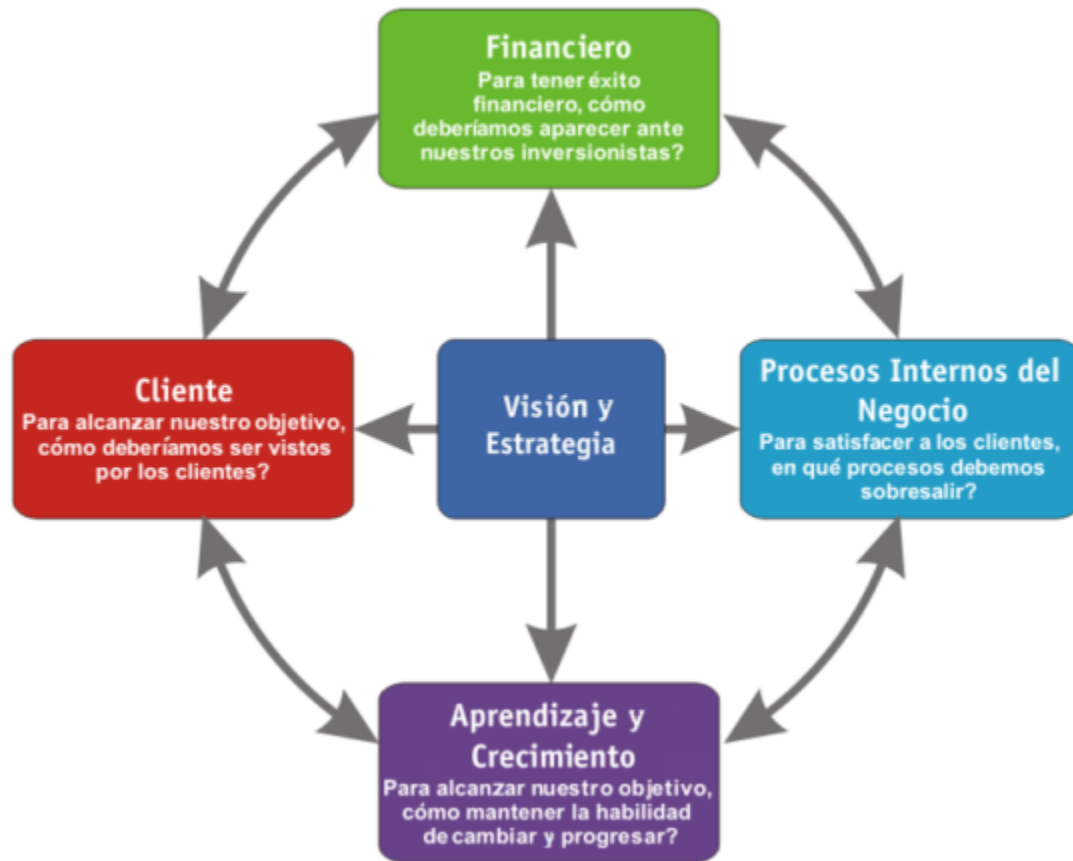 Financiero
Para tener éxito
financiero, cómo
deberíamos aparecer ante
nuestros inversionistas?
Cliente
Para alcanzar nuestro objetivo,
cómo deberíamos ser vistos
por los clientes?
Visión y
Estrategia
Procesos Internos del
Negocio
Para satisfacer a los clientes,
en qué procesos debemos
sobresalir?
Aprendizaje y
Crecimiento
Para alcanzar nuestro objetivo,
cómo mantener la habilidad
de cambiar y progresar?